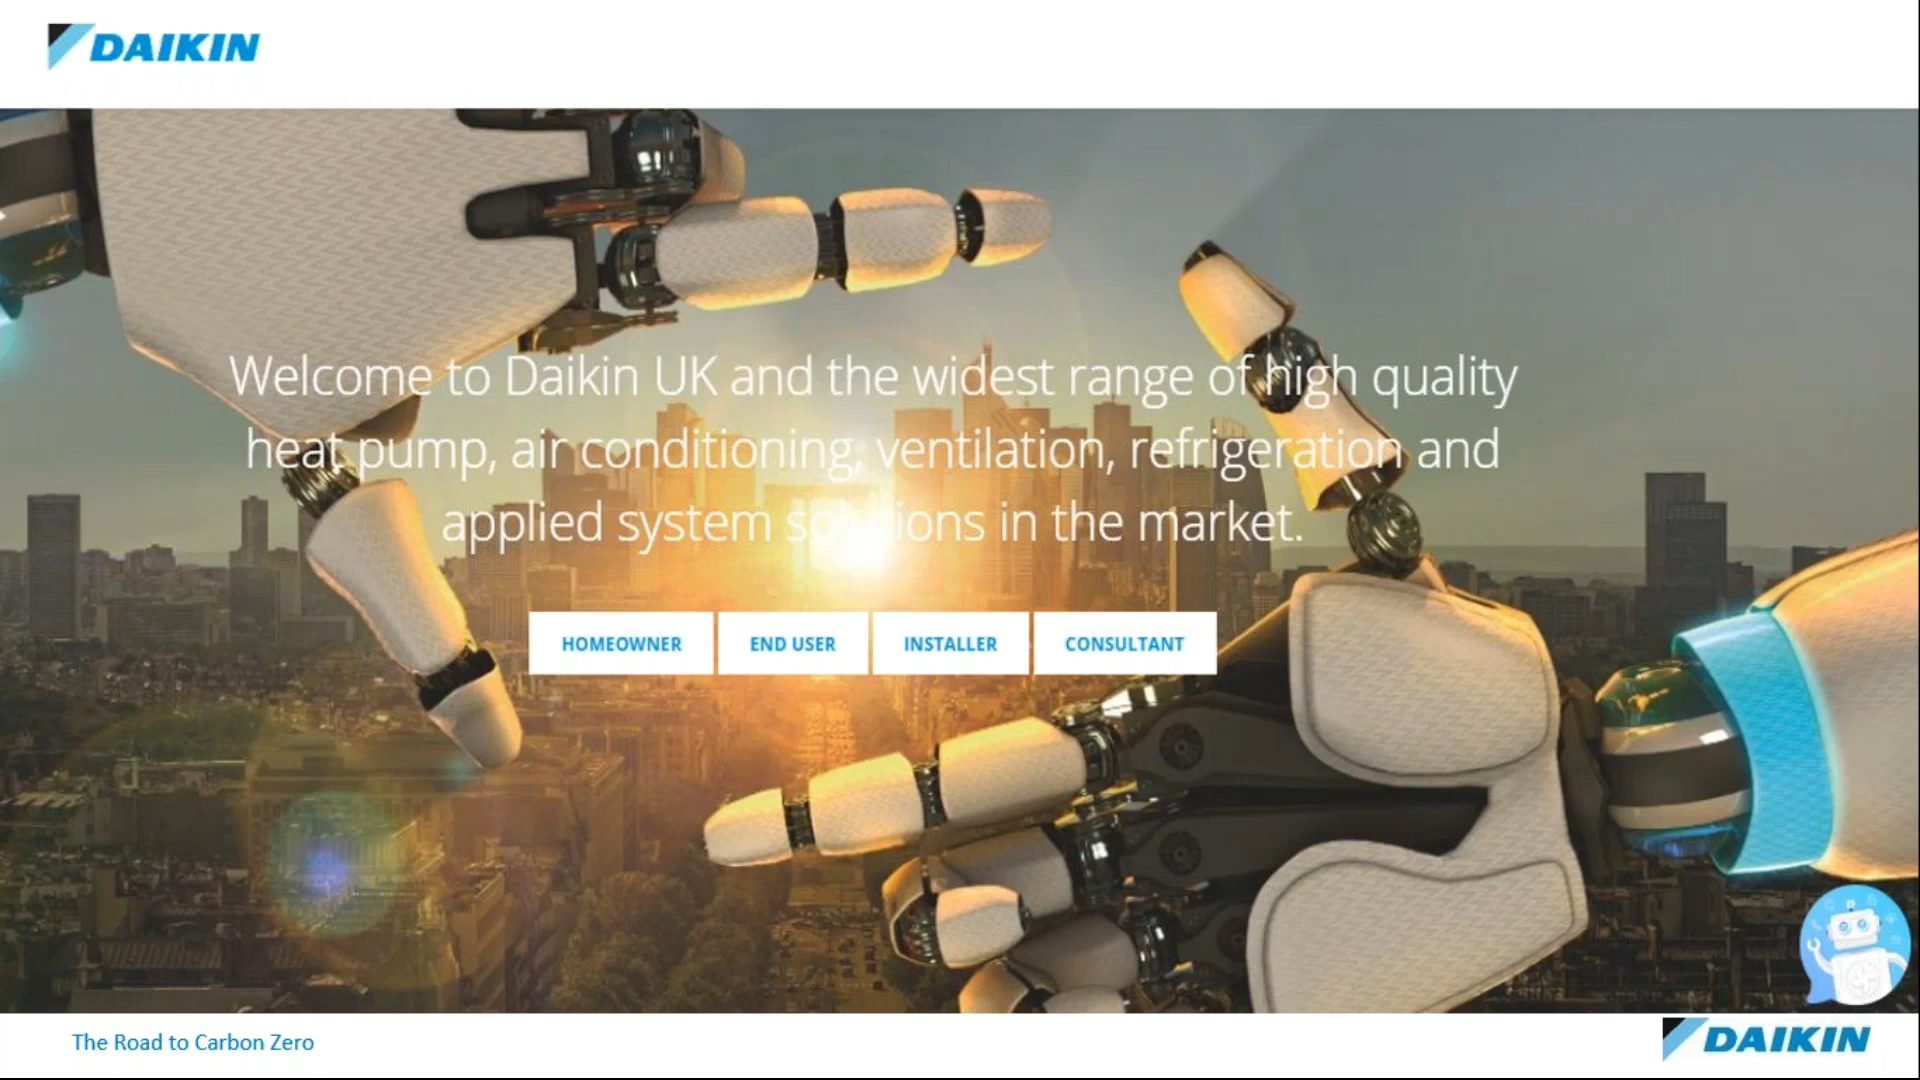 DAIKIN
Welcome to Daikin UK and the widest range of high quality
heat pump, air conditioning, ventilation, refrigeration and
applied system solutions in the market.
HOMEOWNER
END USER
INSTALLER
CONSULTANT
The Road to Carbon Zero
DAIKIN